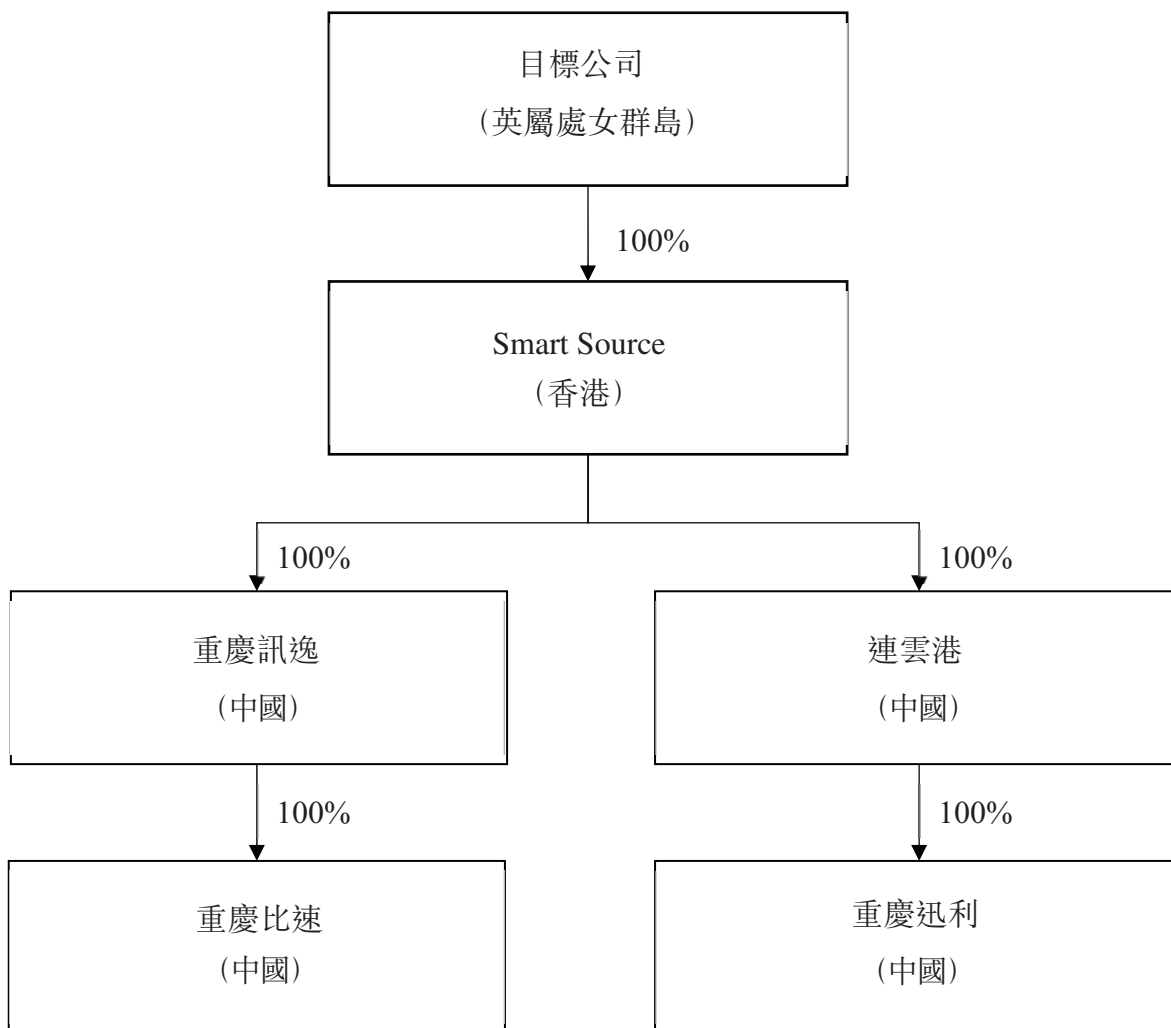 目標公司
（英屬處女群島）
100%
Smart Source
（香港）
100%
100%
重慶訊逸
（中國）
連雲港
（中國）
100%
100%
重慶比速
（中國）
重慶迅利
（中國）